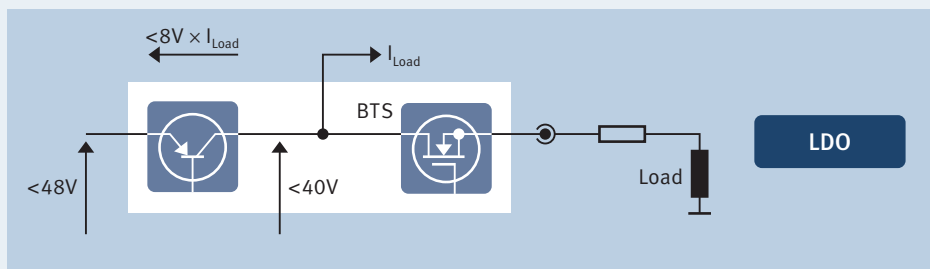 <8V × I_Load
I_Load
BTS
<48V
<40V
Load
LDO